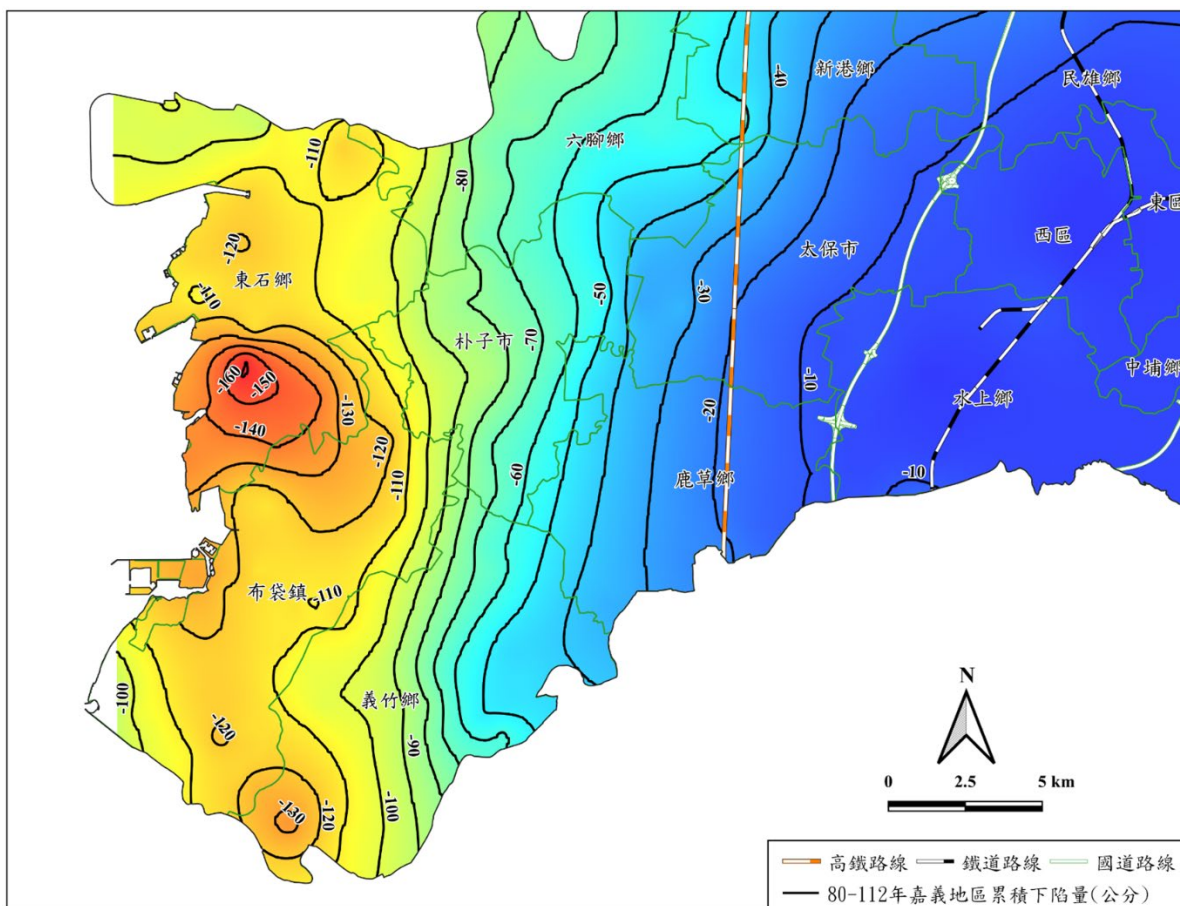 -40
新港鄉
民雄鄉
-110
六腳鄉
-80
東區
西區
太保市
-120
東石鄉
-110
-50
-30
朴子市
-70
-160
-150
-130
-10
中埔鄉
水上鄉
-20
-140
-120
-110
-60
鹿草鄉
-10
布袋鎮
-110
義竹鄉
-100
-120
-90
N
0 2.5 5 km
-130
-120
-100
高鐵路線 鐵道路線 國道路線
80-112年嘉義地區累積下陷量(公分)